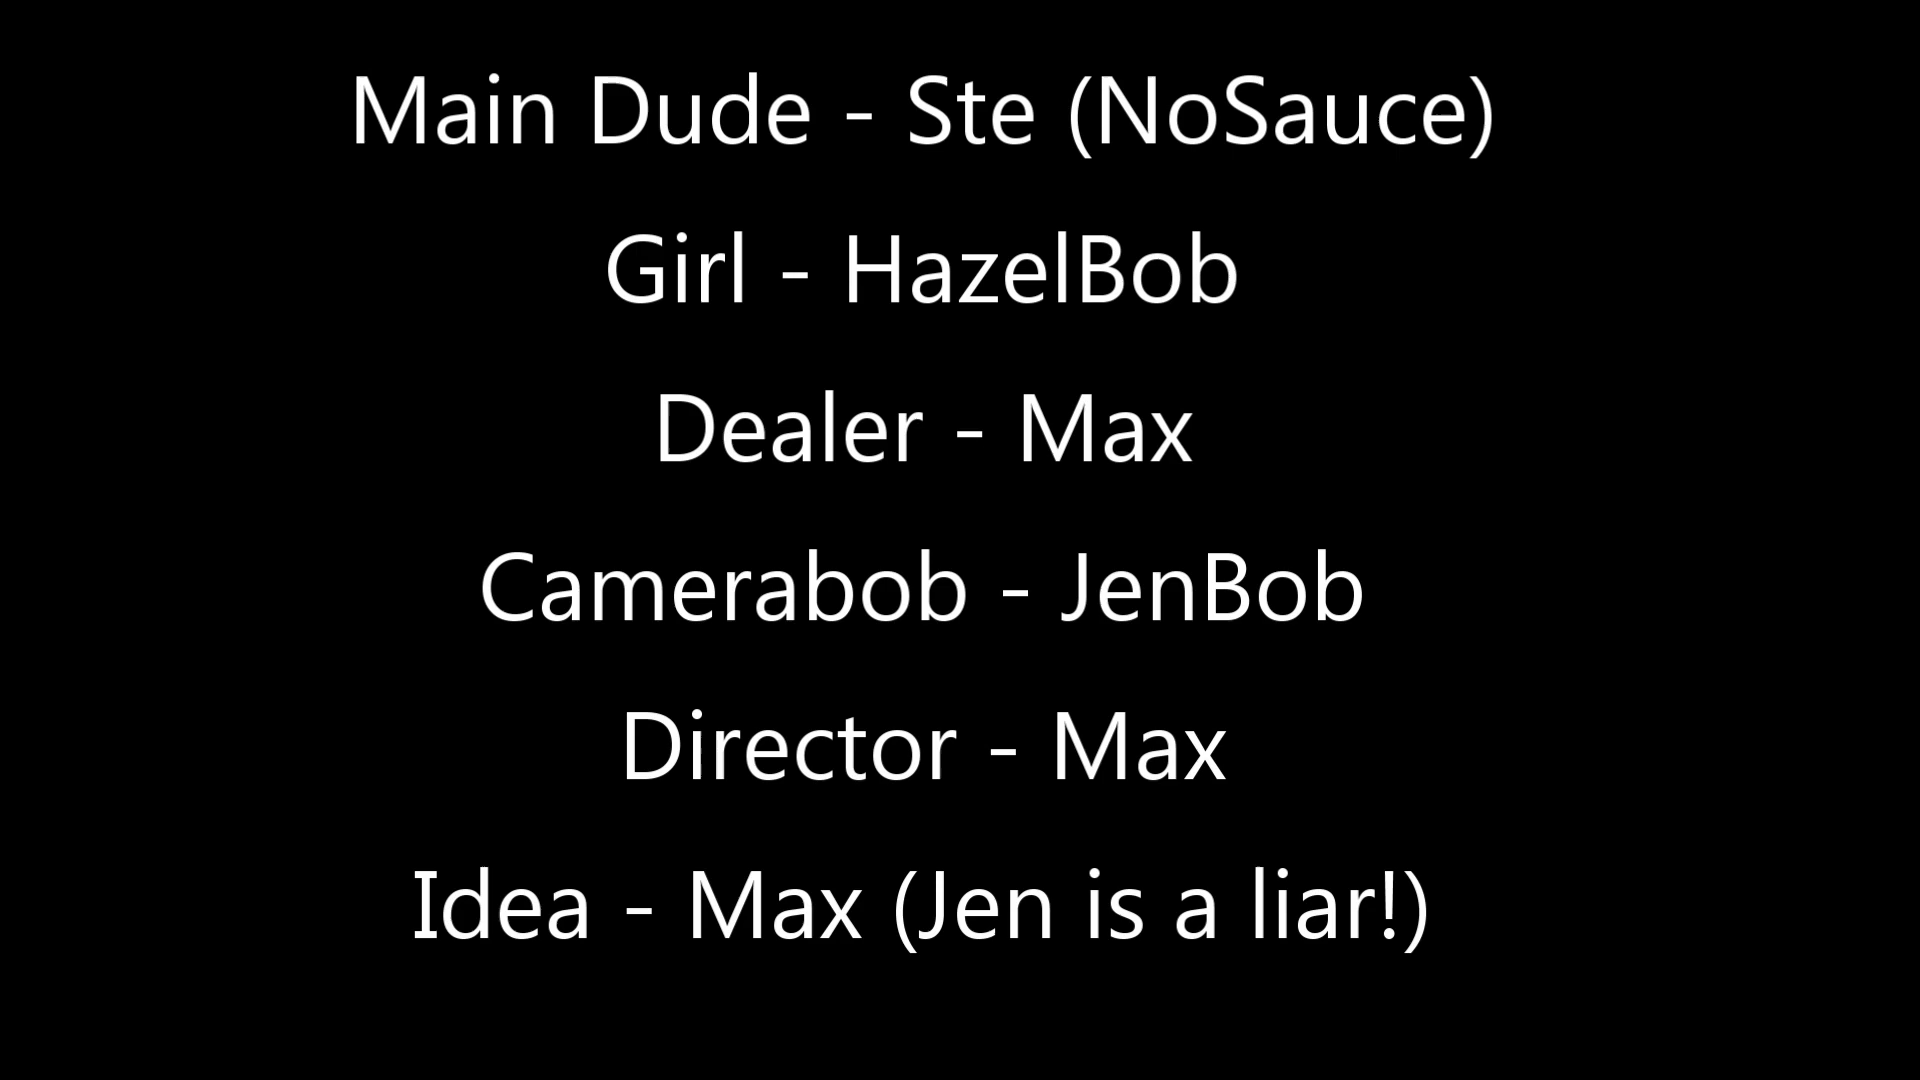 Main Dude - Ste (NoSauce)
Girl - HazelBob
Dealer - Max
Camerabob - JenBob
Director - Max
Idea - Max (Jen is a liar!)